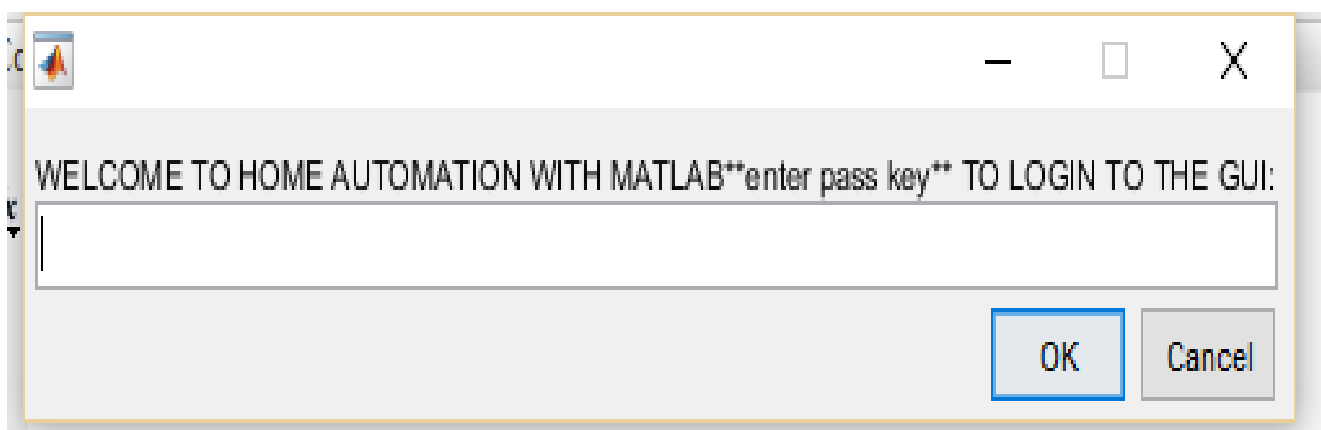 WELCOME TO HOME AUTOMATION WITH MATLAB**enter pass key** TO LOGIN TO THE GUI:
OK
Cancel